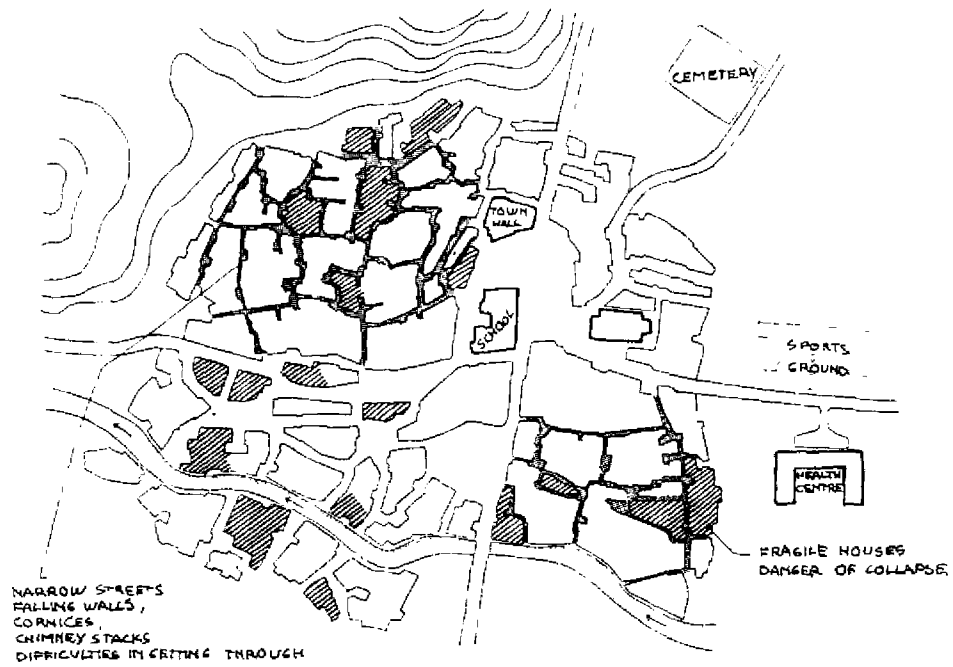 CEMETERY
TOWN
HALL
SCHOOL
SPORTS
GROUND
HEALTH
CENTRE
FRAGILE HOUSES
DANGER OF COLLAPSE
NARROW STREETS
FALLING WALLS,
CORNICES,
CHIMNEY STACKS
DIFFICULTIES IN GETTING THROUGH